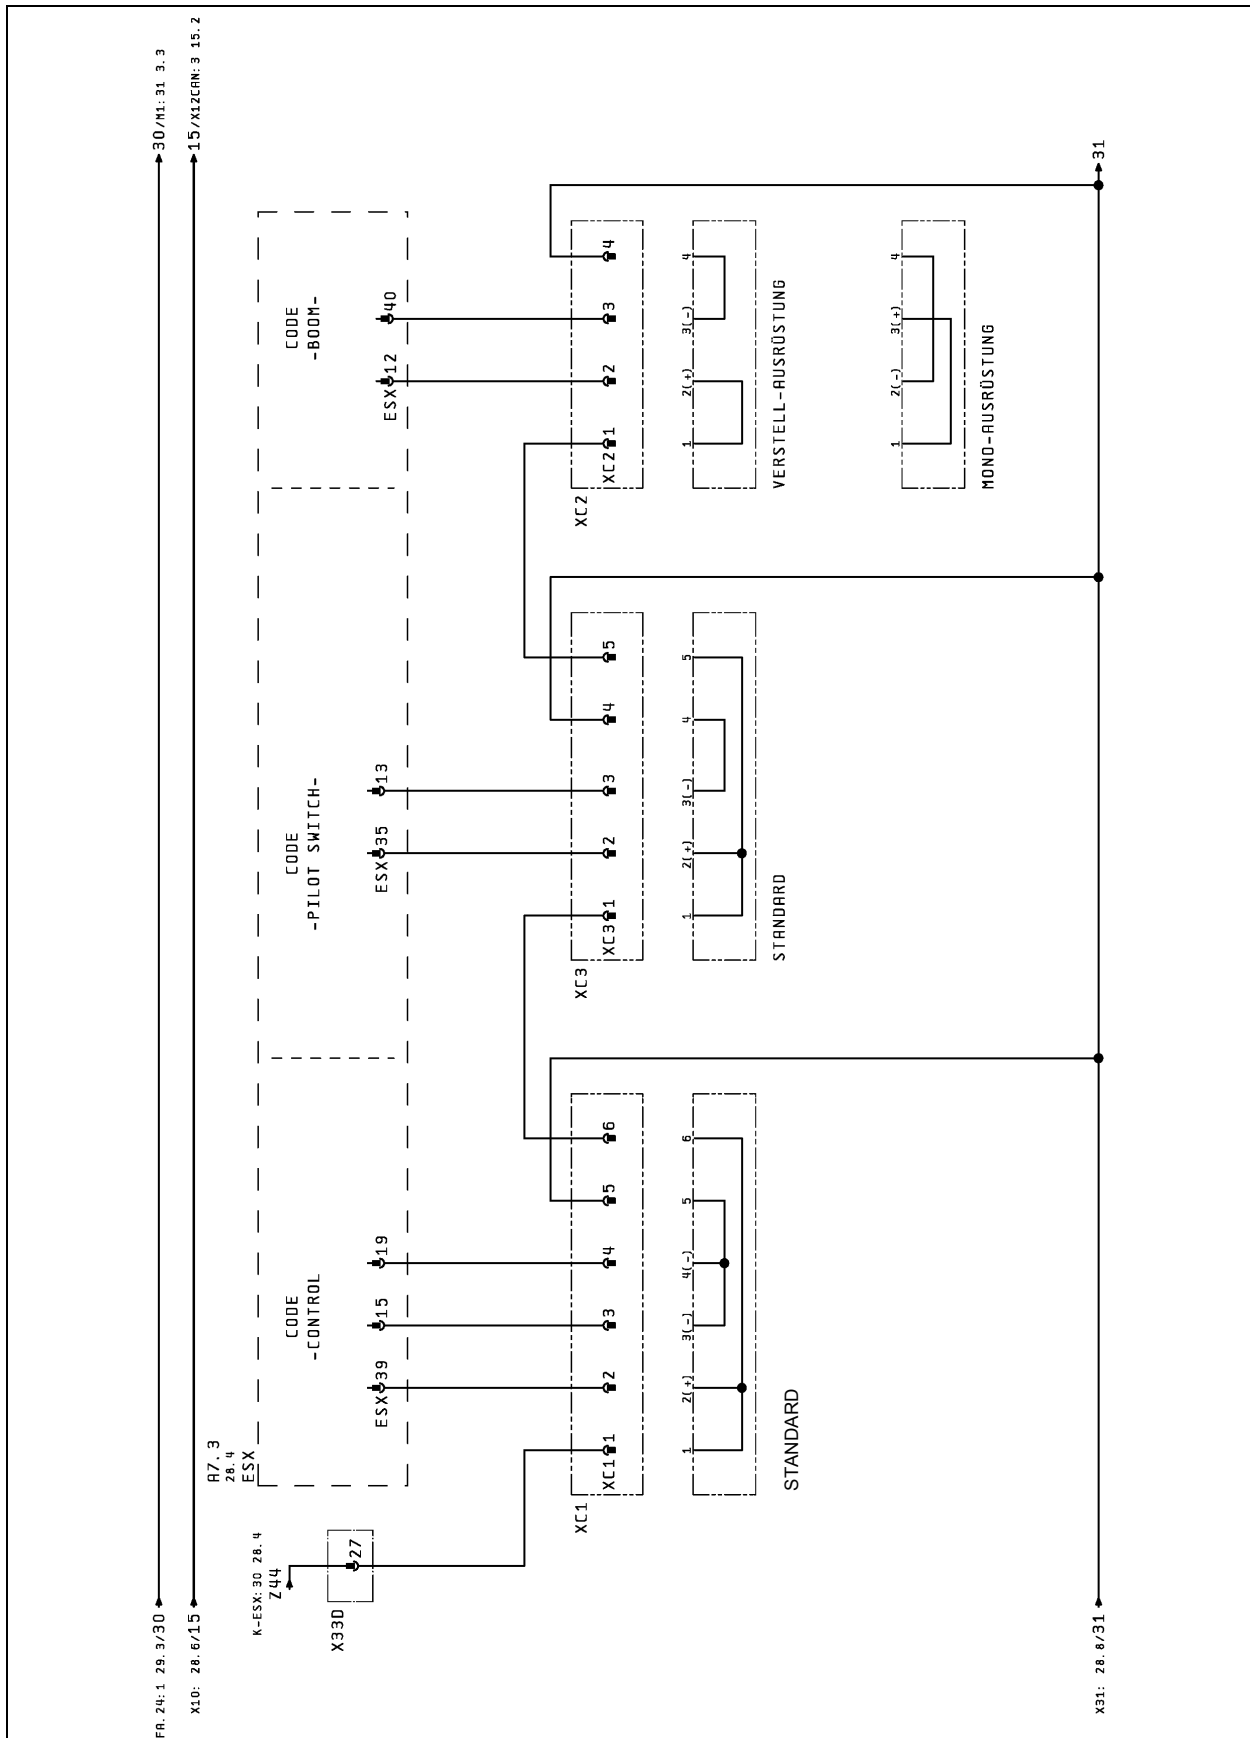 FA.24:1 29.3/30
30/M1:31 3.3
X10: 28.6/15
15/X12CAN:3 15.2
A7.3
28.4
ESX
CODE
-CONTROL
CODE
-PILOT SWITCH-
CODE
-BOOM-
ESX 39
15
19
ESX 35
13
ESX 12
40
K-ESX:30 28.4
Z44
X33D
27
XC1
XC1 1
2
3
4
5
6
XC3
XC3 1
2
3
4
5
XC2
XC2 1
2
3
4
1
2(+)
3(-)
4(-)
5
6
STANDARD
1
2(+)
3(-)
4
5
STANDARD
1
2(+)
3(-)
4
VERSTELL-AUSRÜSTUNG
1
2(-)
3(+)
4
MONO-AUSRÜSTUNG
X31: 28.8/31
31